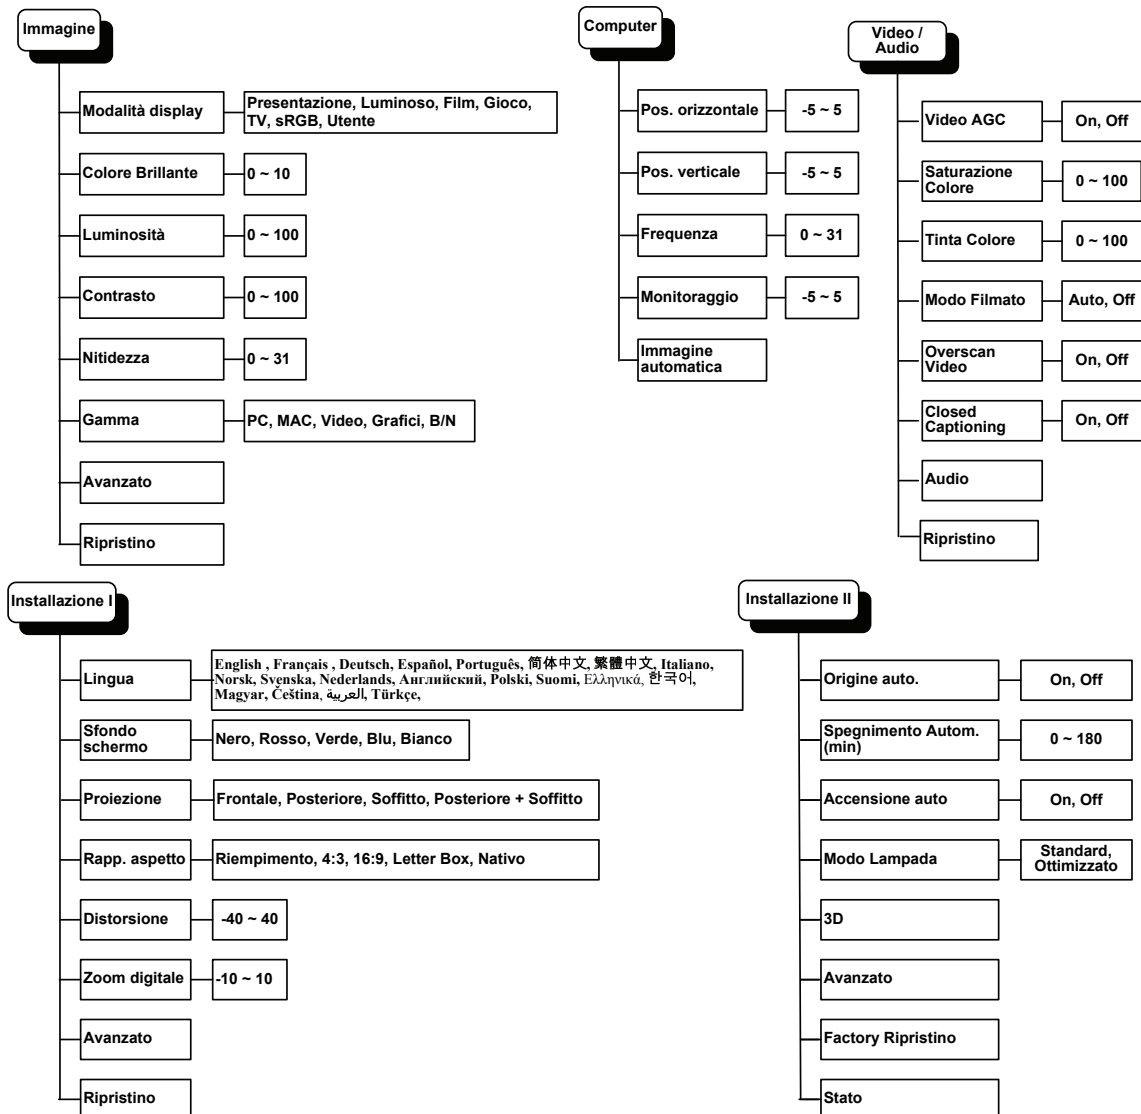 Immagine
Modalità display
Presentazione, Luminoso, Film, Gioco,
TV, sRGB, Utente
Colore Brillante
0 ~ 10
Luminosità
0 ~ 100
Contrasto
0 ~ 100
Nitidezza
0 ~ 31
Gamma
PC, MAC, Video, Grafici, B/N
Avanzato
Ripristino
Computer
Pos. orizzontale
-5 ~ 5
Pos. verticale
-5 ~ 5
Frequenza
0 ~ 31
Monitoraggio
-5 ~ 5
Immagine
automatica
Video /
Audio
Video AGC
On, Off
Saturazione
Colore
0 ~ 100
Tinta Colore
0 ~ 100
Modo Filmato
Auto, Off
Overscan
Video
On, Off
Closed
Captioning
On, Off
Audio
Ripristino
Installazione I
Lingua
English , Français , Deutsch, Español, Português, 简体中文, 繁體中文, Italiano,
Norsk, Svenska, Nederlands, Английский, Polski, Suomi, Ελληνικά, 한국어,
Magyar, Čeština, العربية, Türkçe,
Sfondo
schermo
Nero, Rosso, Verde, Blu, Bianco
Proiezione
Frontale, Posteriore, Soffitto, Posteriore + Soffitto
Rapp. aspetto
Riempimento, 4:3, 16:9, Letter Box, Nativo
Distorsione
-40 ~ 40
Zoom digitale
-10 ~ 10
Avanzato
Ripristino
Installazione II
Origine auto.
On, Off
Spegnimento Autom.
(min)
0 ~ 180
Accensione auto
On, Off
Modo Lampada
Standard,
Ottimizzato
3D
Avanzato
Factory Ripristino
Stato